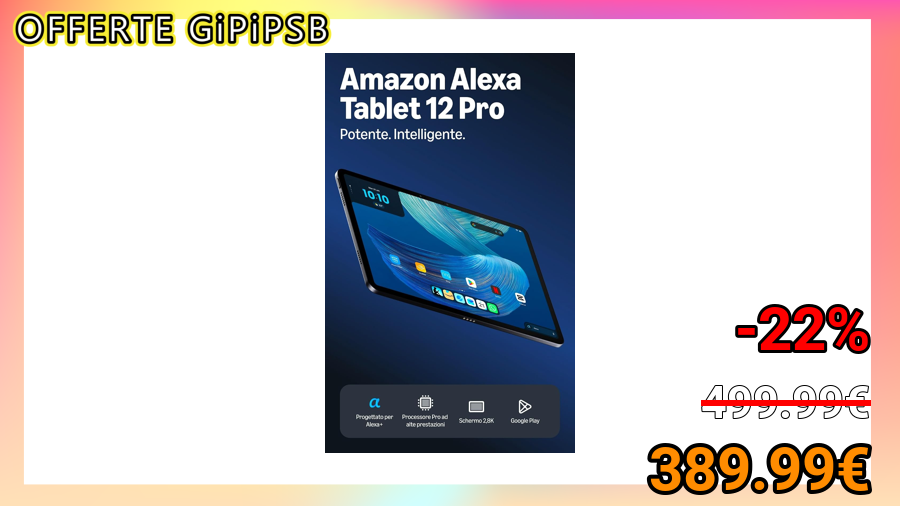 OFFERTE GiPiPSB
Amazon Alexa
Tablet 12 Pro
Potente. Intelligente.
10:10
Progettato per
Alexa+
Processore Pro ad
alte prestazioni
Schermo 2,8K
Google Play
-22%
499.99€
389.99€